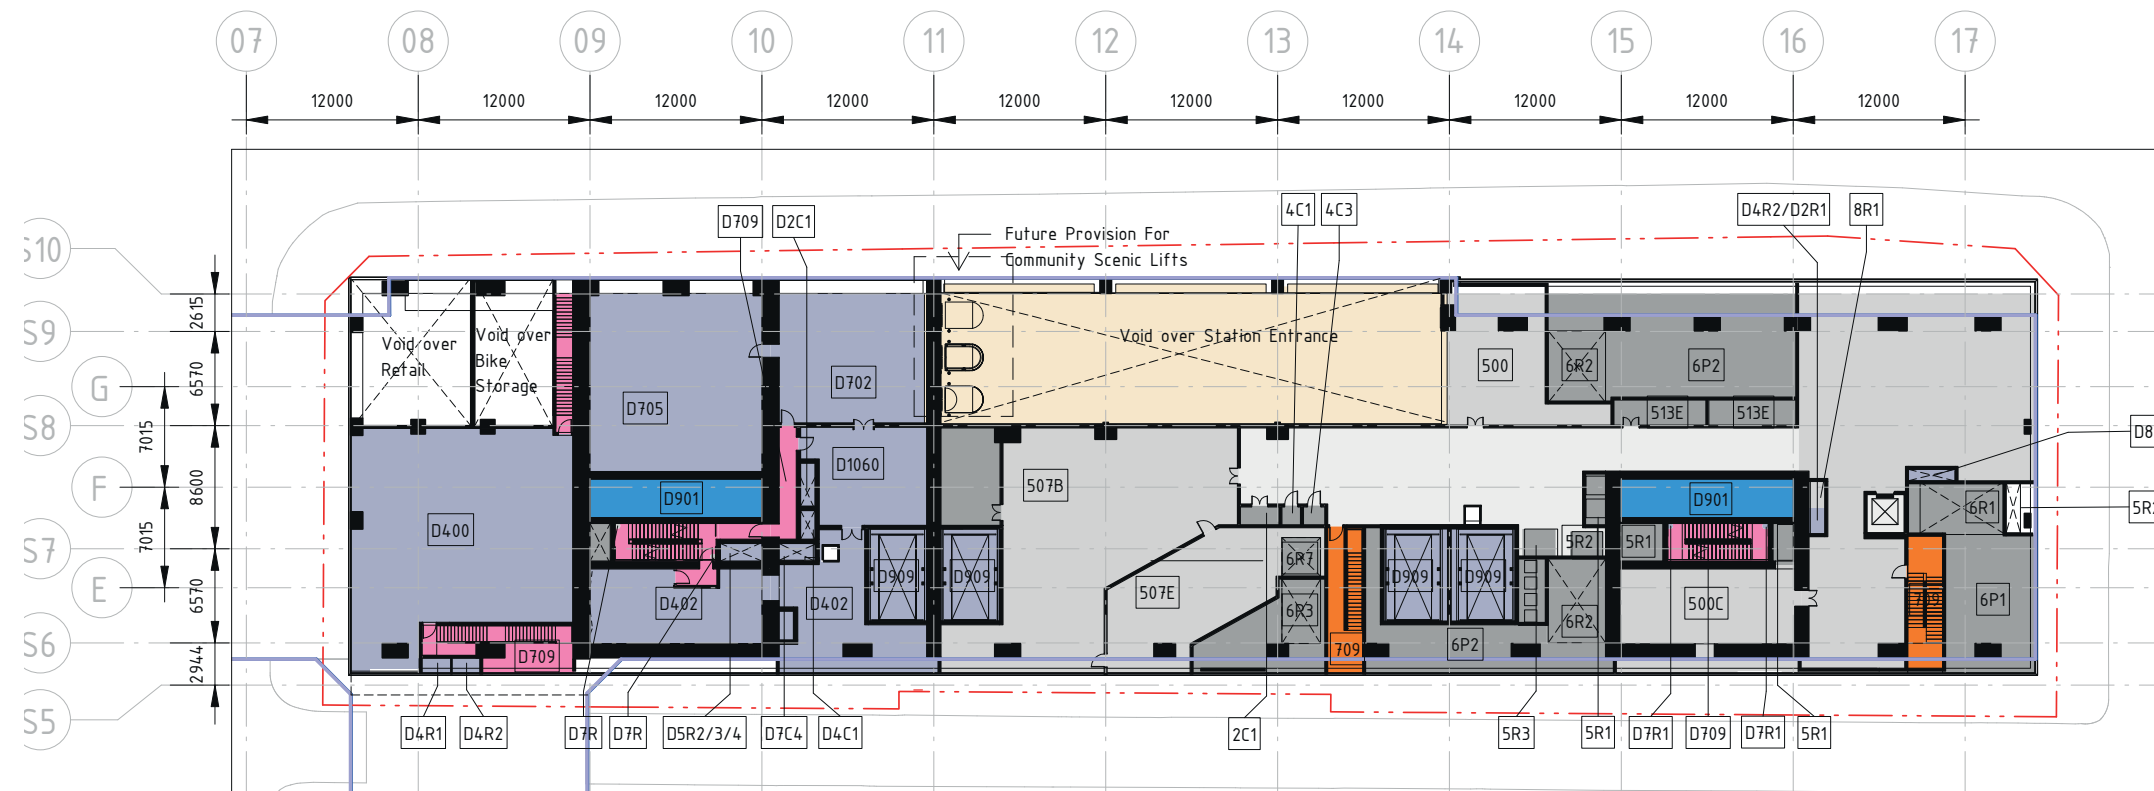 07 08 09 10 11 12 13 14 15 16 17
12000 12000 12000 12000 12000 12000 12000 12000 12000 12000
D709 D2C1 4C1 4C3 D4R2/D2R1 8R1
Future Provision For
Community Scenic Lifts
S10
2615
S9
6570
G
S8
7015
8600
F
7015
S7
E
6570
S6
2944
S5
Void over
Retail
Void over
Bike
Storage
Void over Station Entrance
D705
D702
500
6R2
6P2
513E
513E
D8
D1060
507B
D901
D901
D400
6R1
5R2
5R1
6R7
D909
D909
D909
D909
D402
D402
507E
6P3
6R2
500C
709
6P1
D709
709
6P2
D4R1 D4R2 D7R D7R D5R2/3/4 D7C4 D4C1 2C1 5R3 5R1 D7R1 D709 D7R1 5R1